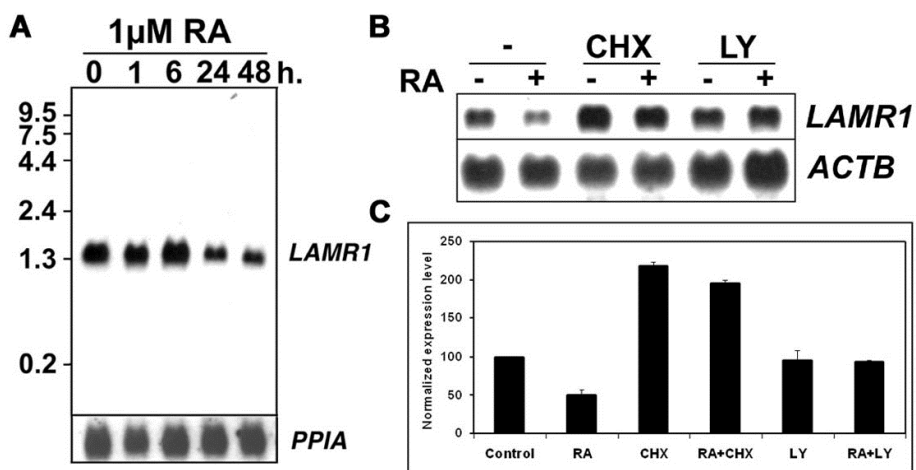 A
1µM RA
0 1 6 24 48 h.
9.5
7.5
4.4
2.4
1.3
0.2
LAMR1
PPIA
B
- CHX LY
RA - + - + - +
LAMR1
ACTB
C
Normalized expression level
250
200
150
100
50
0
Control RA CHX RA+CHX LY RA+LY